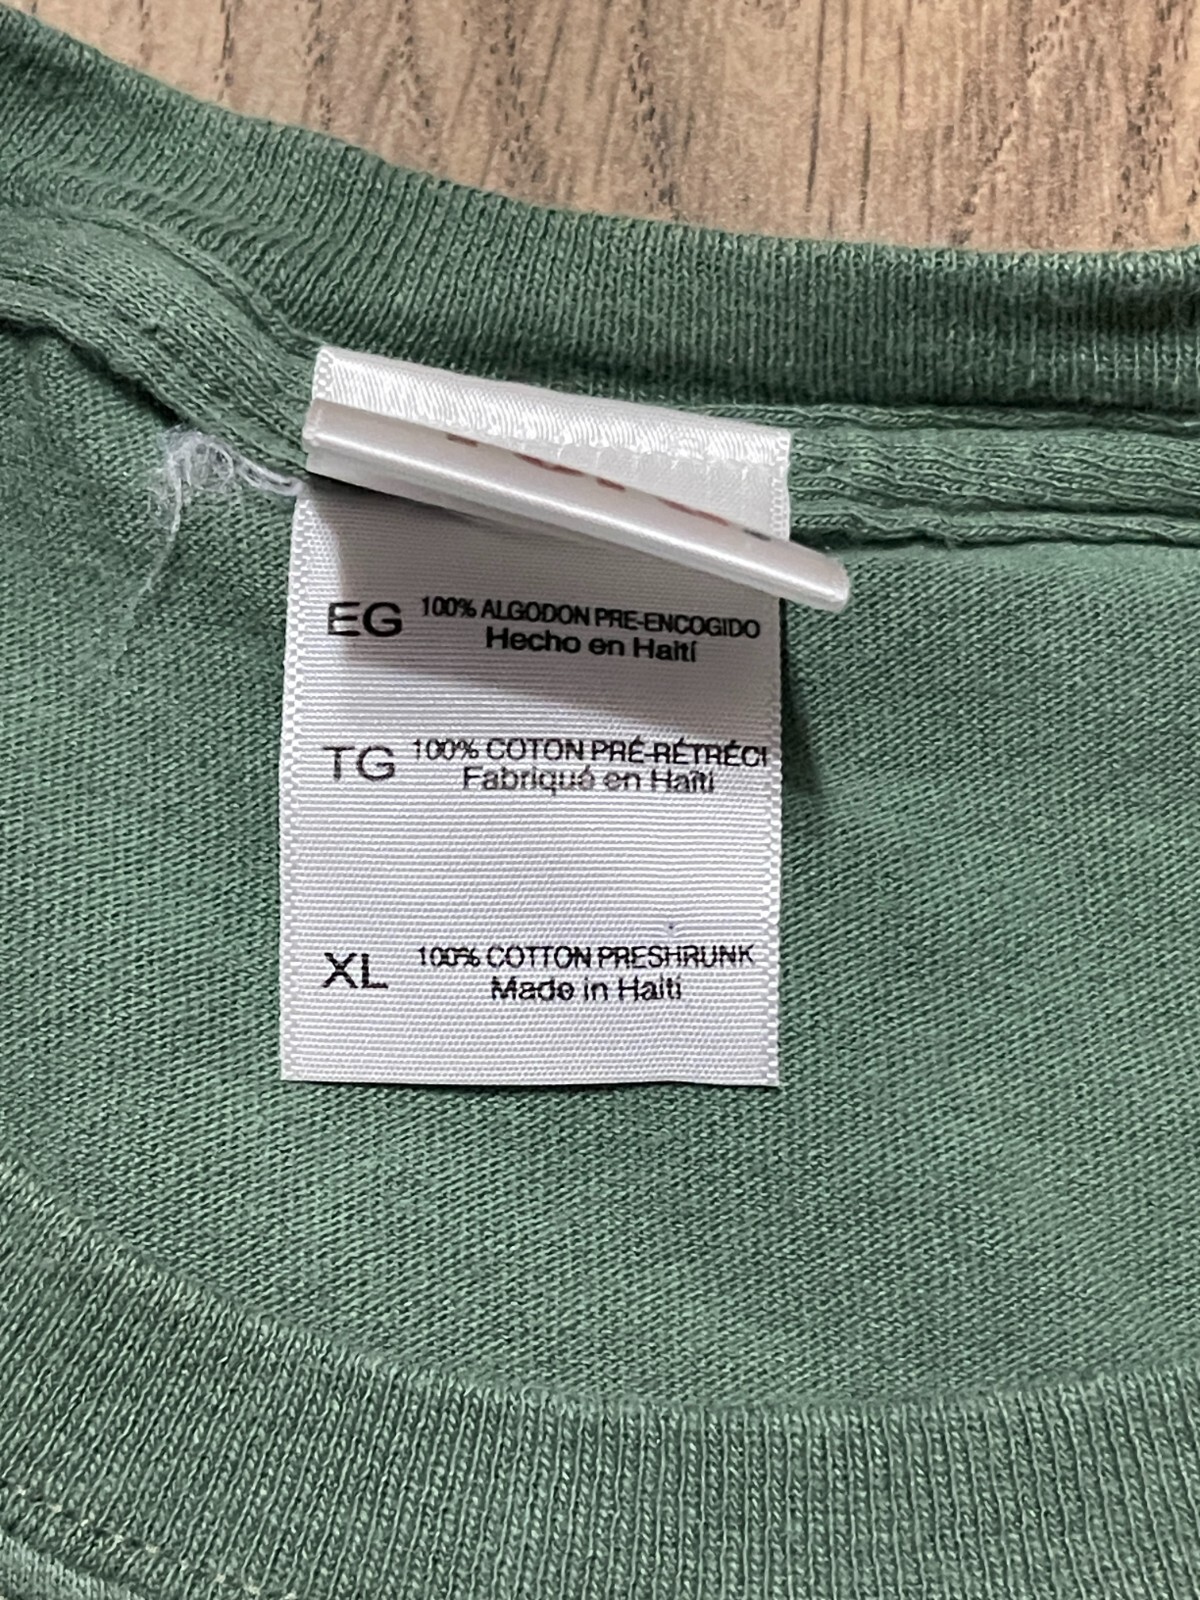 EG 100% ALGODON PRE-ENCOGIDO
Hecho en Haití
TG 100% COTON PRÉ-RÉTRÉCI
Fabriqué en Haïti
XL 100% COTTON PRESHRUNK
Made in Haiti